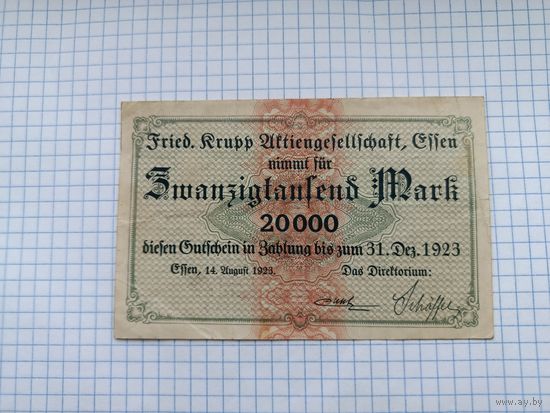 Fried. Krupp Aktiengesellschaft, Essen
nimmt für
Zwanzigtausend Mark
20000
diesen Gutschein in Zahlung bis zum 31. Dez. 1923
Essen, 14. August 1923. Das Direktorium:
Schäffer
www.ay.by